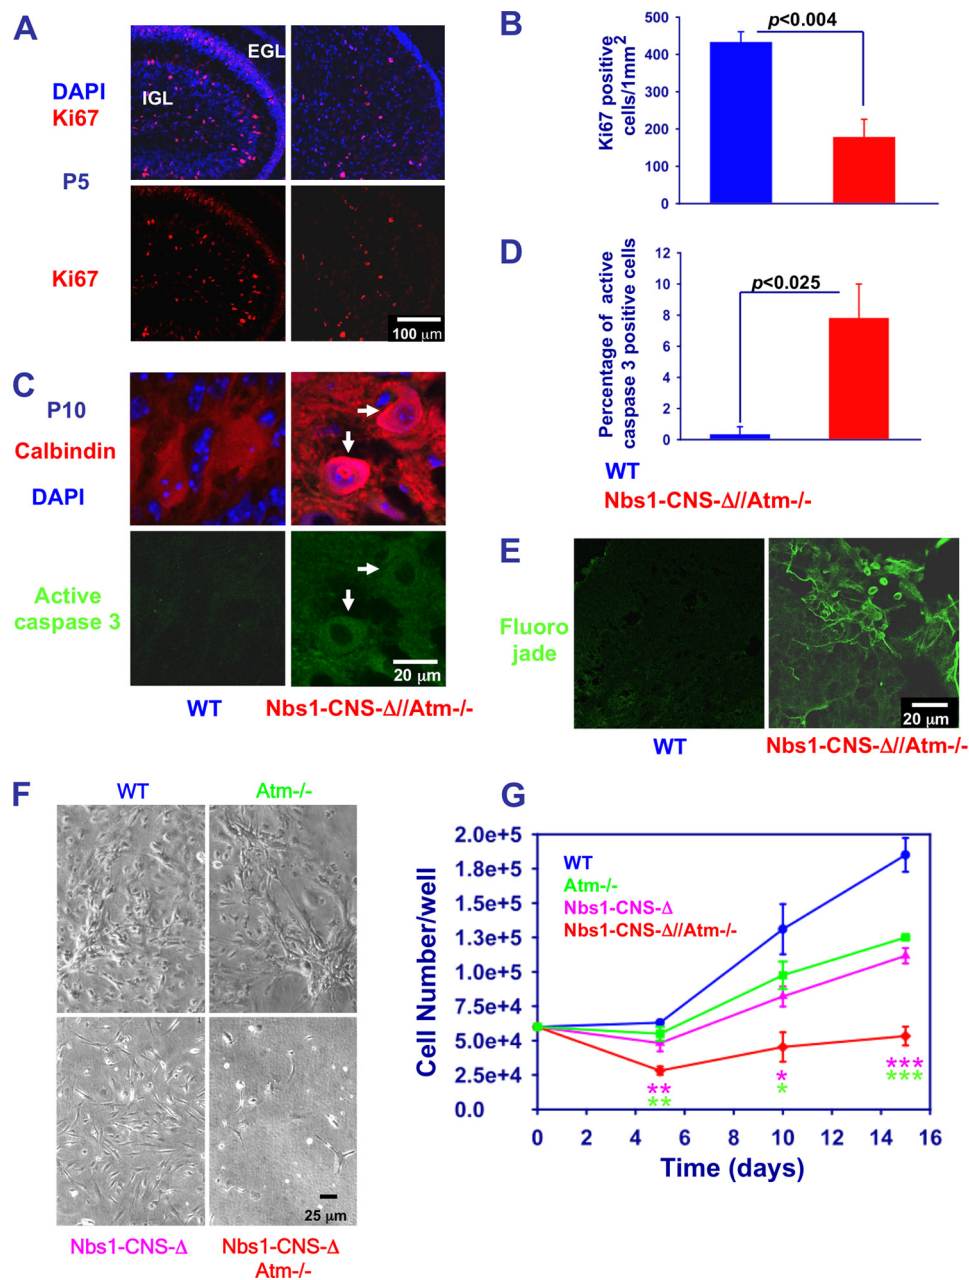 A
DAPI
Ki67
P5
Ki67
EGL
IGL
100 μm
B
Ki67 positive
cells/1mm2
500
400
300
200
100
0
p<0.004
C
P10
Calbindin
DAPI
Active
caspase 3
20 μm
WT
Nbs1-CNS-Δ//Atm-/-
D
Percentage of active
caspase 3 positive cells
12
10
8
6
4
2
0
p<0.025
WT
Nbs1-CNS-Δ//Atm-/-
E
Fluoro
jade
20 μm
WT
Nbs1-CNS-Δ//Atm-/-
F
WT
Atm-/-
25 μm
Nbs1-CNS-Δ
Nbs1-CNS-Δ
Atm-/-
G
Cell Number/well
2.0e+5
1.8e+5
1.5e+5
1.3e+5
1.0e+5
7.5e+4
5.0e+4
2.5e+4
0.0
WT
Atm-/-
Nbs1-CNS-Δ
Nbs1-CNS-Δ//Atm-/-
** * ***
** * ***
0 2 4 6 8 10 12 14 16
Time (days)